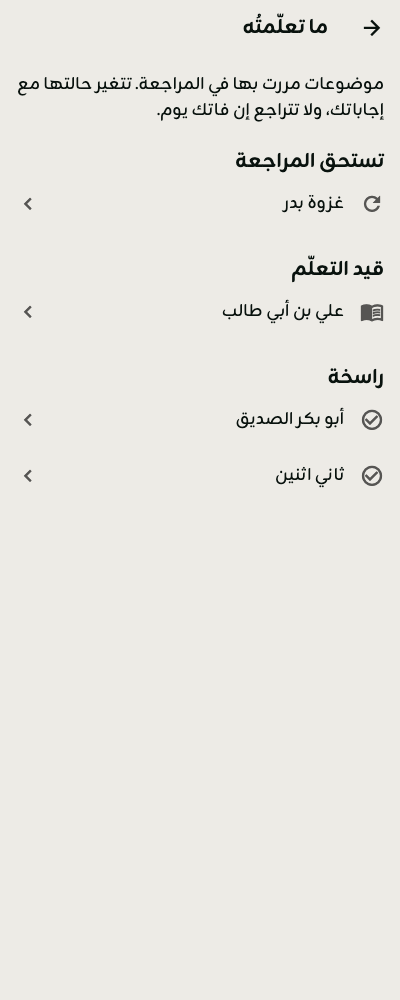 ما تعلّمتُه
موضوعات مررت بها في المراجعة. تتغير حالتها مع
إجاباتك، ولا تتراجع إن فاتك يوم.
تستحق المراجعة
غزوة بدر
قيد التعلّم
علي بن أبي طالب
راسخة
أبو بكر الصديق
ثاني اثنين